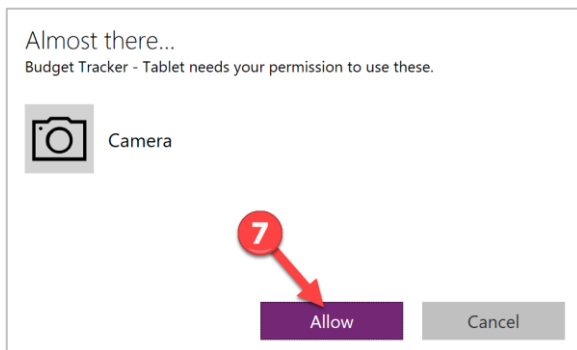 Almost there...
Budget Tracker - Tablet needs your permission to use these.
Camera
7
Allow
Cancel